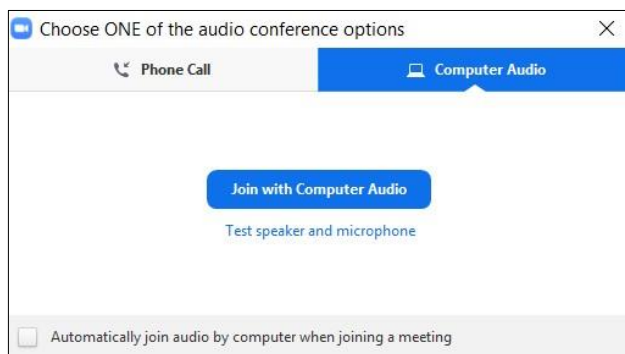 Choose ONE of the audio conference options
Phone Call
Computer Audio
Join with Computer Audio
Test speaker and microphone
Automatically join audio by computer when joining a meeting